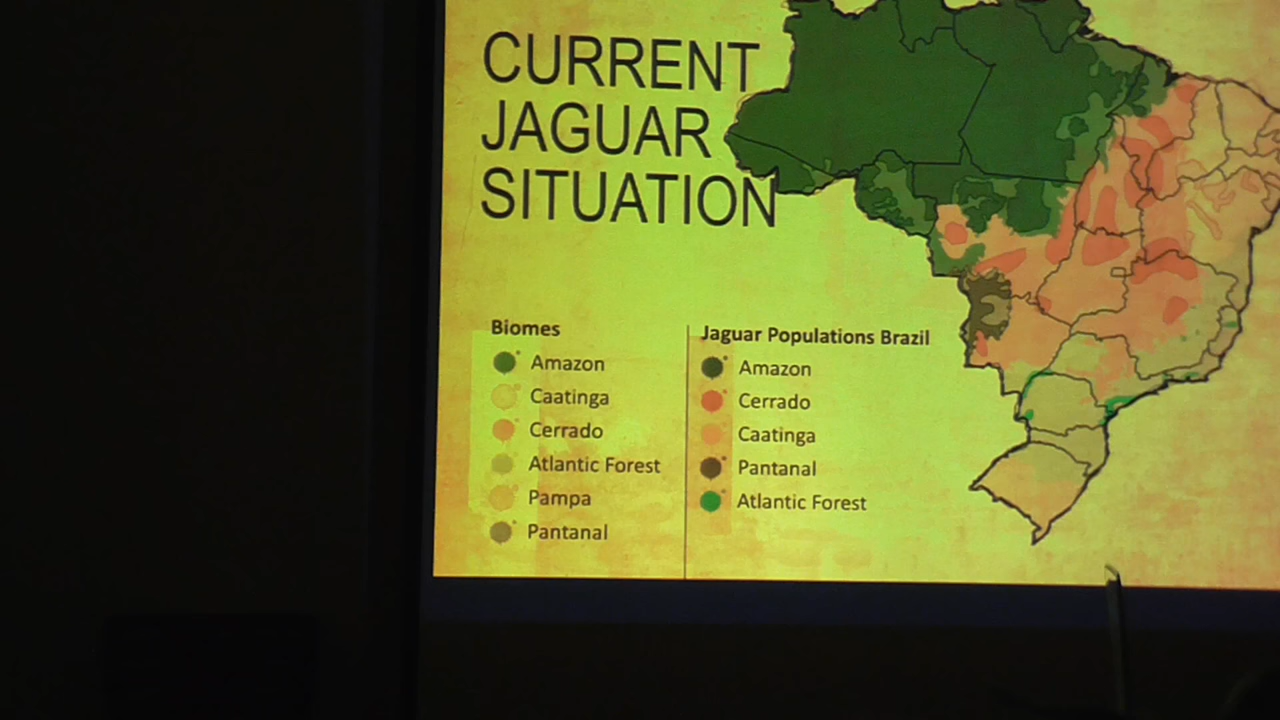 CURRENT
JAGUAR
SITUATION
Biomes
Amazon
Caatinga
Cerrado
Atlantic Forest
Pampa
Pantanal
Jaguar Populations Brazil
Amazon
Cerrado
Caatinga
Pantanal
Atlantic Forest